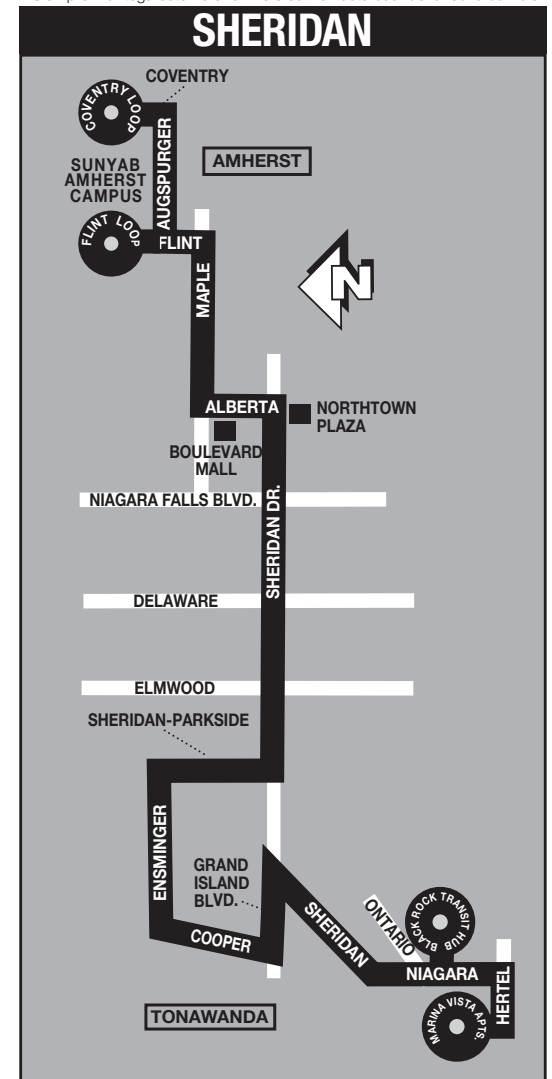 SHERIDAN
COVENTRY
COVENTRY LOOP
AUGSPURGER
AMHERST
SUNYAB
AMHERST
CAMPUS
FLINT LOOP
FLINT
MAPLE
N
ALBERTA
NORTHTOWN
PLAZA
BOULEVARD
MALL
NIAGARA FALLS BLVD.
SHERIDAN DR.
DELAWARE
ELMWOOD
SHERIDAN-PARKSIDE
ENSMINGER
GRAND
ISLAND
BLVD.
COOPER
SHERIDAN
ONTARIO
BLACK ROCK TRANSIT HUB
NIAGARA
HERTEL
MARINA VISTA APTS.
TONAWANDA